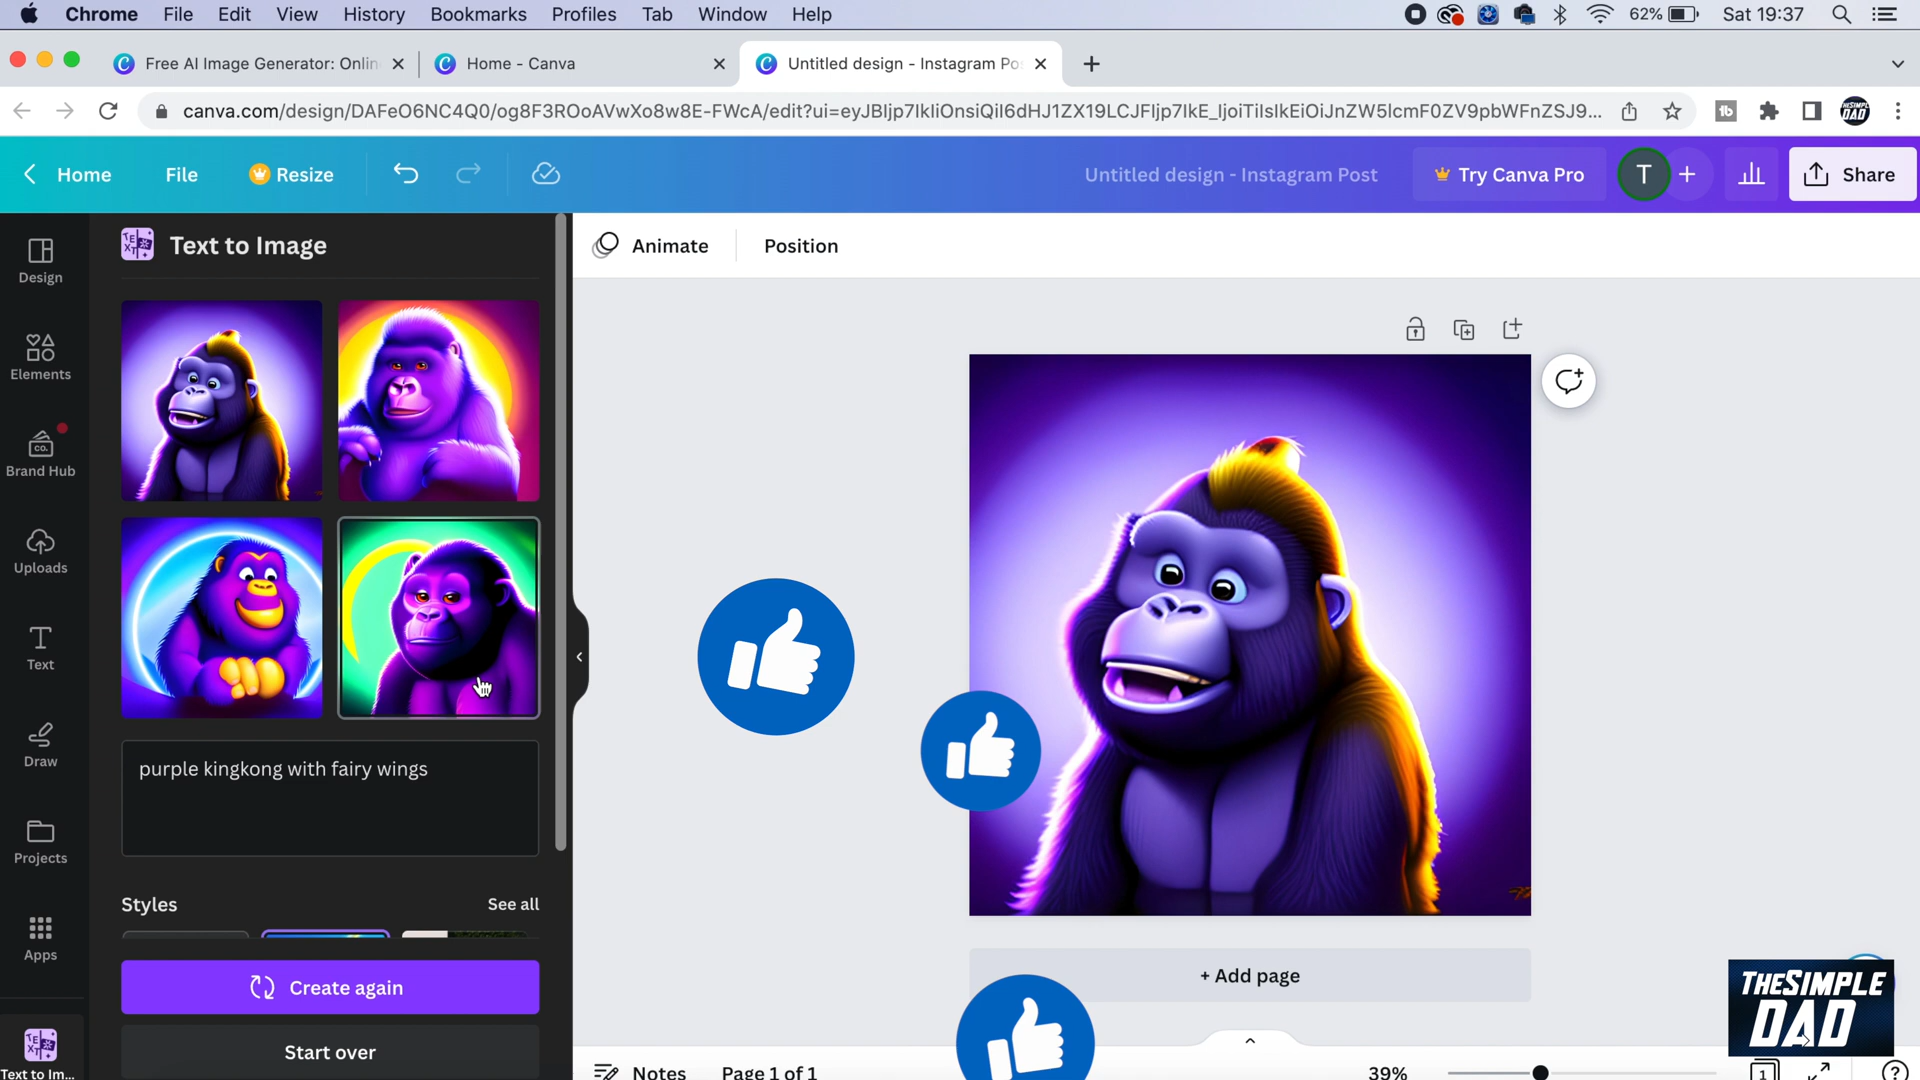 Chrome File Edit View History Bookmarks Profiles Tab Window Help 62% Sat 19:37
Free AI Image Generator: Onlin Home - Canva Untitled design - Instagram Po
canva.com/design/DAFeO6NC4Q0/og8F3ROoAVwXo8w8E-FWcA/edit?ui=eyJBIjp7IkIiOnsiQiI6dHJ1ZX19LCJFIjp7IkE_IjoiTiIsIkEiOiJnZW5lcmF0ZV9pbWFnZSJ9...
Home File Resize Untitled design - Instagram Post Try Canva Pro T + Share
Text to Image
Animate Position
Design
Elements
Brand Hub
Uploads
Text
Draw
Projects
Apps
Text to Im...
purple kingkong with fairy wings
Styles See all
Create again
Start over
+ Add page
THE SIMPLE
DAD
Notes Page 1 of 1 39% 1 ?